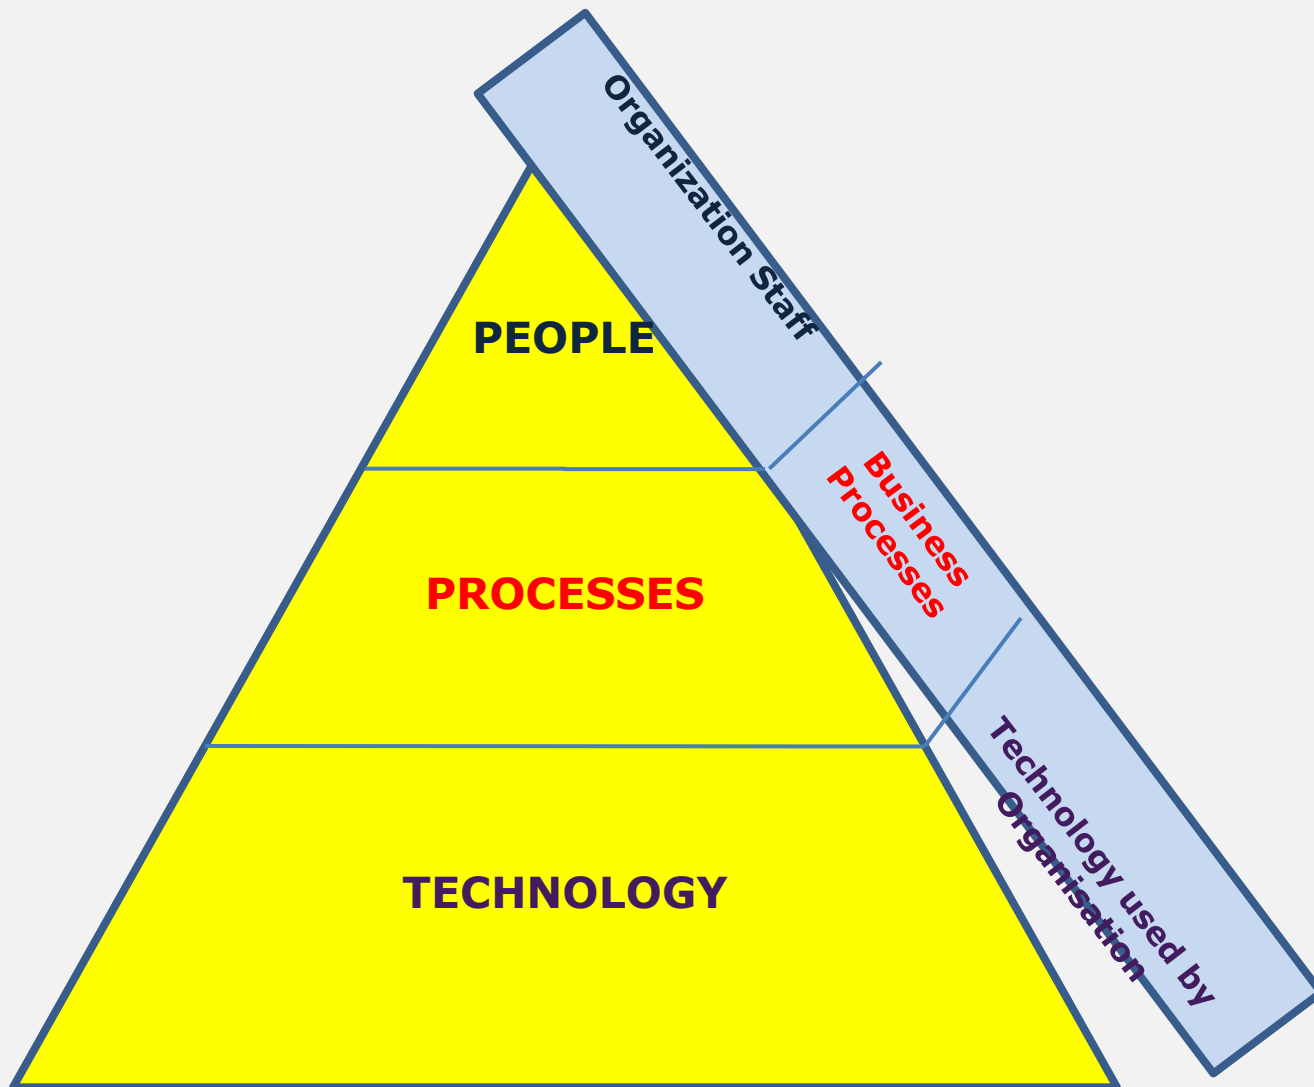 Organization Staff
PEOPLE
Business
Processes
PROCESSES
Technology used by
Organisation
TECHNOLOGY